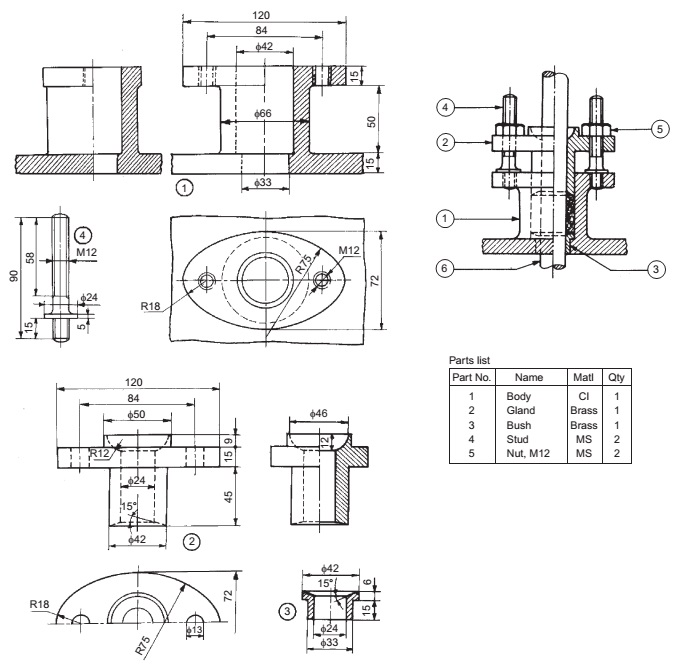 120
84
ϕ42
15
ϕ66
50
15
ϕ33
1
4
M12
58
90
ϕ24
15
5
R75
M12
R18
72
4
5
2
1
6
3
120
84
ϕ50
R12
9
15
ϕ24
45
15°
ϕ42
2
ϕ46
12
R18
R75
72
ϕ13
3
ϕ42
15°
6
15
ϕ24
ϕ33
Parts list
Part No. Name Matl Qty
1 Body CI 1
2 Gland Brass 1
3 Bush Brass 1
4 Stud MS 2
5 Nut, M12 MS 2